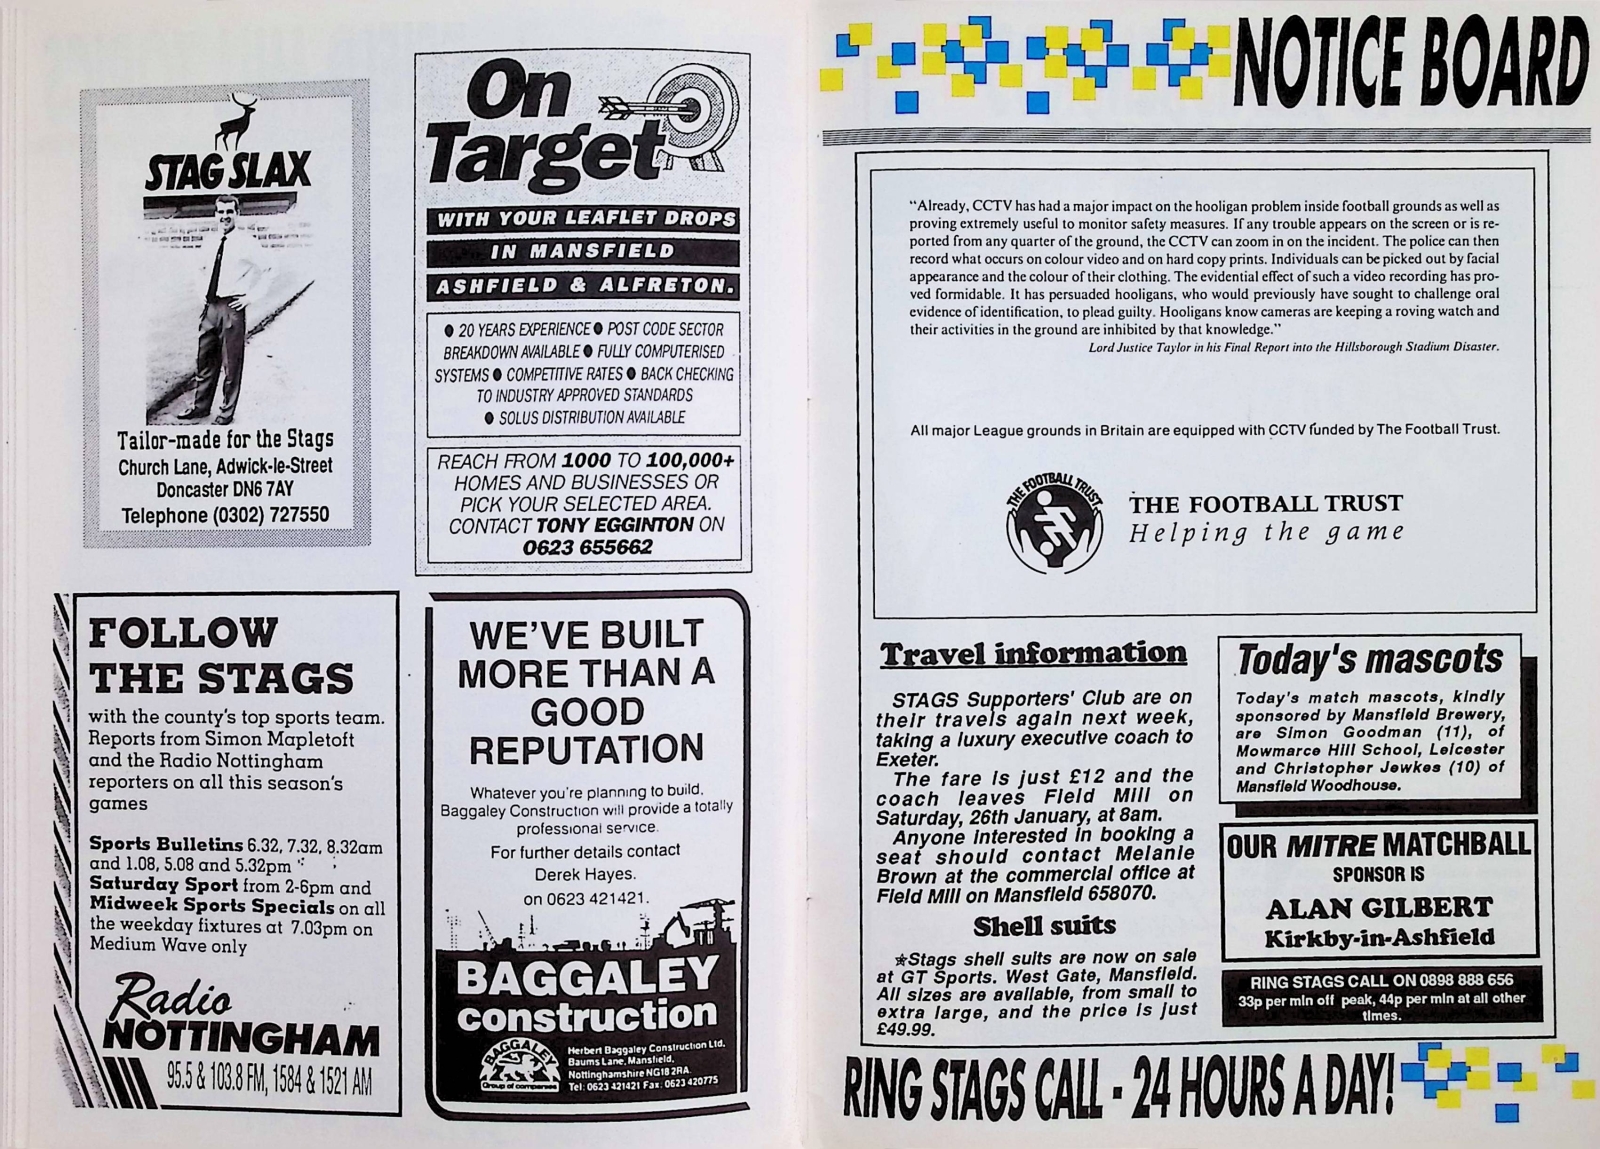 STAG SLAX
Tailor-made for the Stags
Church Lane, Adwick-le-Street
Doncaster DN6 7AY
Telephone (0302) 727550
On
Target
WITH YOUR LEAFLET DROPS
IN MANSFIELD
ASHFIELD & ALFRETON.
● 20 YEARS EXPERIENCE ● POST CODE SECTOR
BREAKDOWN AVAILABLE ● FULLY COMPUTERISED
SYSTEMS ● COMPETITIVE RATES ● BACK CHECKING
TO INDUSTRY APPROVED STANDARDS
● SOLUS DISTRIBUTION AVAILABLE
REACH FROM 1000 TO 100,000+
HOMES AND BUSINESSES OR
PICK YOUR SELECTED AREA.
CONTACT TONY EGGINTON ON
0623 655662
FOLLOW
THE STAGS
with the county's top sports team.
Reports from Simon Mapletoft
and the Radio Nottingham
reporters on all this season's
games
Sports Bulletins 6.32, 7.32, 8.32am
and 1.08, 5.08 and 5.32pm
Saturday Sport from 2-6pm and
Midweek Sports Specials on all
the weekday fixtures at 7.03pm on
Medium Wave only
Radio
NOTTINGHAM
95.5 & 103.8 FM, 1584 & 1521 AM
WE'VE BUILT
MORE THAN A
GOOD
REPUTATION
Whatever you're planning to build.
Baggaley Construction will provide a totally
professional service.
For further details contact
Derek Hayes.
on 0623 421421.
BAGGALEY
construction
BAGGALEY
Group of companies
Herbert Baggaley Construction Ltd.
Baums Lane, Mansfield,
Nottinghamshire NG18 2RA.
Tel: 0623 421421 Fax: 0623 420775
NOTICE BOARD
“Already, CCTV has had a major impact on the hooligan problem inside football grounds as well as
proving extremely useful to monitor safety measures. If any trouble appears on the screen or is re-
ported from any quarter of the ground, the CCTV can zoom in on the incident. The police can then
record what occurs on colour video and on hard copy prints. Individuals can be picked out by facial
appearance and the colour of their clothing. The evidential effect of such a video recording has pro-
ved formidable. It has persuaded hooligans, who would previously have sought to challenge oral
evidence of identification, to plead guilty. Hooligans know cameras are keeping a roving watch and
their activities in the ground are inhibited by that knowledge.”
Lord Justice Taylor in his Final Report into the Hillsborough Stadium Disaster.
All major League grounds in Britain are equipped with CCTV funded by The Football Trust.
THE FOOTBALL TRUST
THE FOOTBALL TRUST
Helping the game
Travel information
STAGS Supporters' Club are on
their travels again next week,
taking a luxury executive coach to
Exeter.
The fare is just £12 and the
coach leaves Field Mill on
Saturday, 26th January, at 8am.
Anyone interested in booking a
seat should contact Melanie
Brown at the commercial office at
Field Mill on Mansfield 658070.
Shell suits
★Stags shell suits are now on sale
at GT Sports. West Gate, Mansfield.
All sizes are available, from small to
extra large, and the price is just
£49.99.
Today's mascots
Today's match mascots, kindly
sponsored by Mansfield Brewery,
are Simon Goodman (11), of
Mowmarce Hill School, Leicester
and Christopher Jewkes (10) of
Mansfield Woodhouse.
OUR MITRE MATCHBALL
SPONSOR IS
ALAN GILBERT
Kirkby-in-Ashfield
RING STAGS CALL ON 0898 888 656
33p per min off peak, 44p per min at all other
times.
RING STAGS CALL - 24 HOURS A DAY!